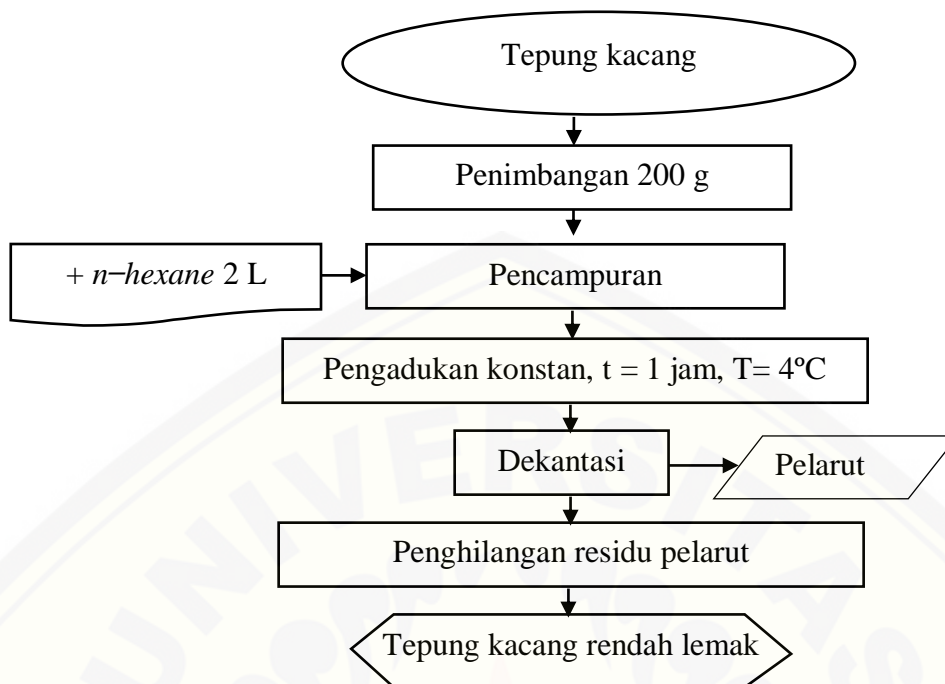 Tepung kacang
Penimbangan 200 g
+ n−hexane 2 L
Pencampuran
Pengadukan konstan, t = 1 jam, T= 4ºC
Dekantasi
Pelarut
Penghilangan residu pelarut
Tepung kacang rendah lemak
UNIVERSITAS